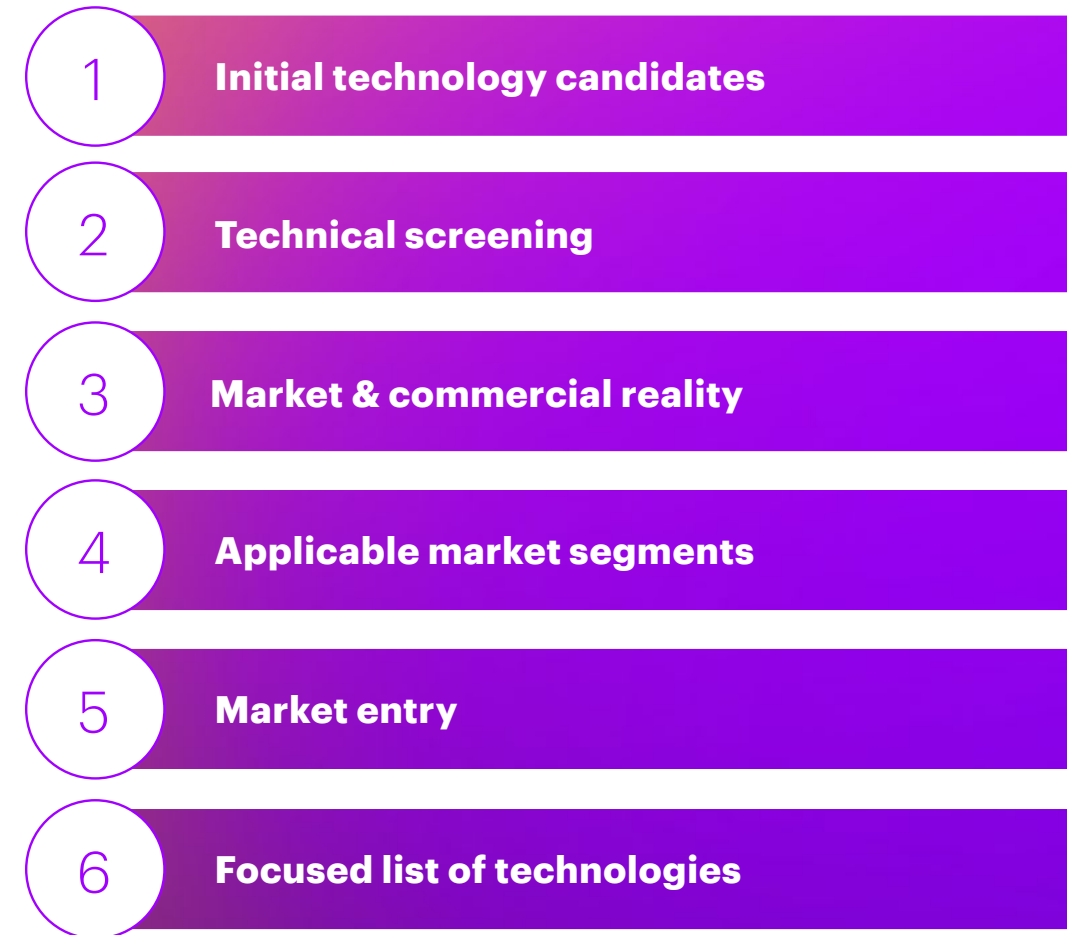 1 Initial technology candidates
2 Technical screening
3 Market & commercial reality
4 Applicable market segments
5 Market entry
6 Focused list of technologies